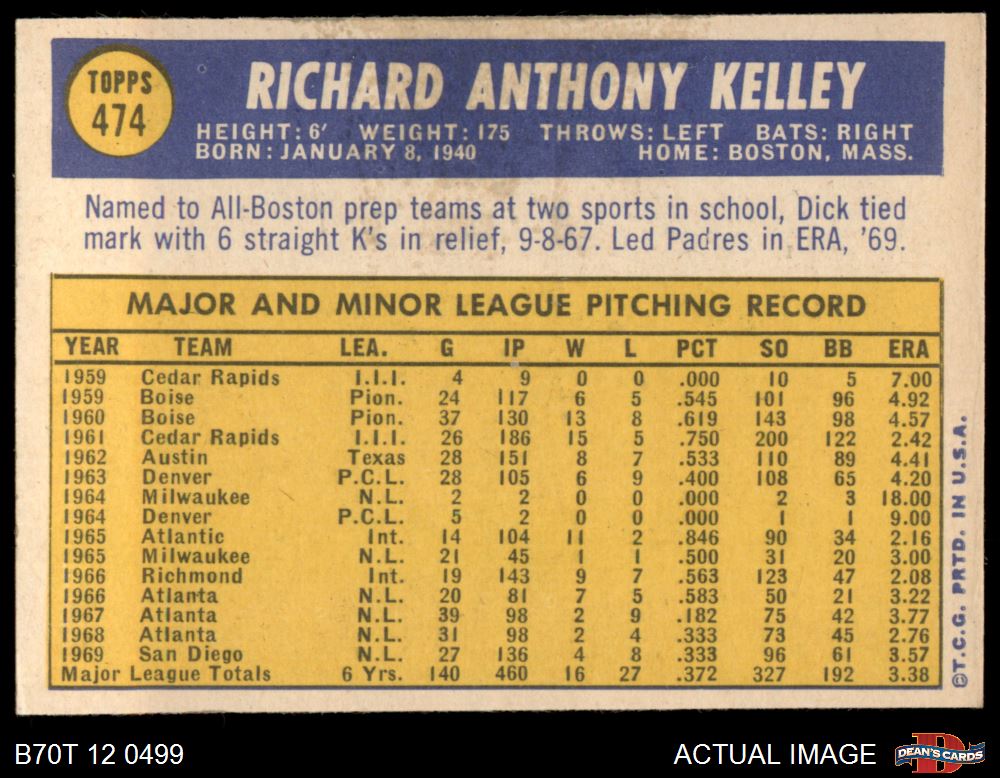 TOPPS
474
RICHARD ANTHONY KELLEY
HEIGHT: 6' WEIGHT: 175 THROWS: LEFT BATS: RIGHT
BORN: JANUARY 8, 1940 HOME: BOSTON, MASS.
Named to All-Boston prep teams at two sports in school, Dick tied
mark with 6 straight K's in relief, 9-8-67. Led Padres in ERA, '69.
MAJOR AND MINOR LEAGUE PITCHING RECORD
YEAR TEAM LEA. G IP W L PCT SO BB ERA
1959 Cedar Rapids I.I.I. 4 9 0 0 .000 10 5 7.00
1959 Boise Pion. 24 117 6 5 .545 101 96 4.92
1960 Boise Pion. 37 130 13 8 .619 143 98 4.57
1961 Cedar Rapids I.I.I. 26 186 15 5 .750 200 122 2.42
1962 Austin Texas 28 151 8 7 .533 110 89 4.41
1963 Denver P.C.L. 28 105 6 9 .400 108 65 4.20
1964 Milwaukee N.L. 2 2 0 0 .000 2 3 18.00
1964 Denver P.C.L. 5 2 0 0 .000 1 1 9.00
1965 Atlantic Int. 14 104 11 2 .846 90 34 2.16
1965 Milwaukee N.L. 21 45 1 1 .500 31 20 3.00
1966 Richmond Int. 19 143 9 7 .563 123 47 2.08
1966 Atlanta N.L. 20 81 7 5 .583 50 21 3.22
1967 Atlanta N.L. 39 98 2 9 .182 75 42 3.77
1968 Atlanta N.L. 31 98 2 4 .333 73 45 2.76
1969 San Diego N.L. 27 136 4 8 .333 96 61 3.57
Major League Totals 6 Yrs. 140 460 16 27 .372 327 192 3.38
©T.C.G. PRTD. IN U.S.A.
B70T 12 0499 ACTUAL IMAGE
DEAN'S CARDS